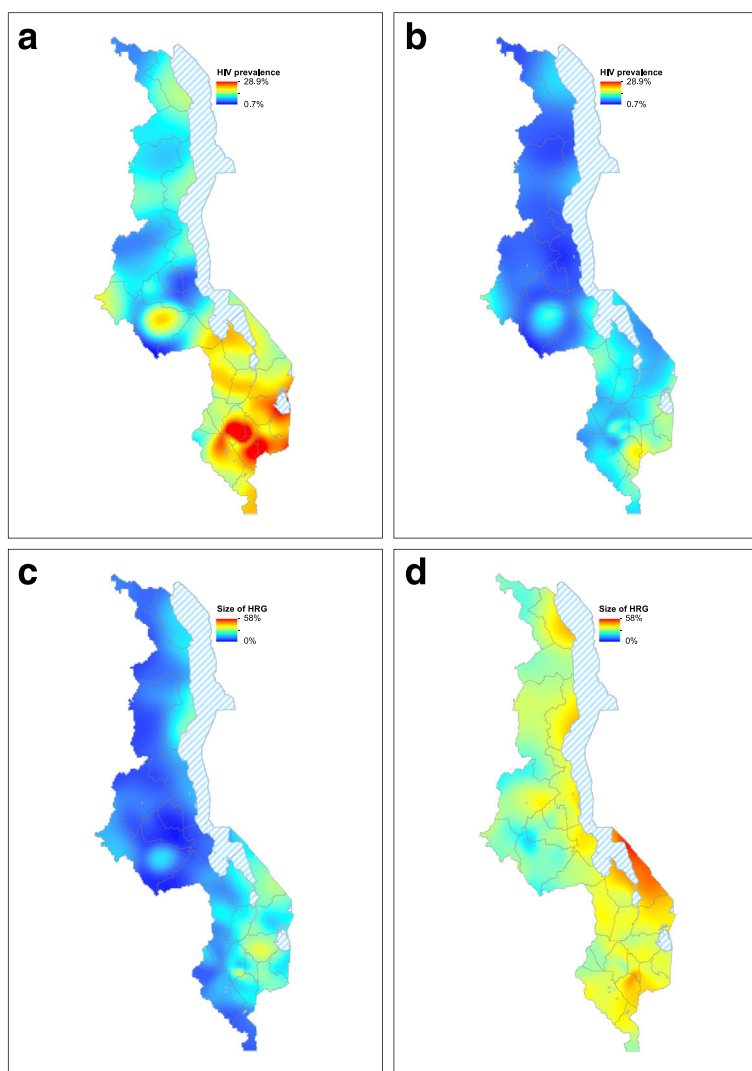 a
HIV prevalence
28.9%
0.7%
b
HIV prevalence
28.9%
0.7%
c
Size of HRG
58%
0%
d
Size of HRG
58%
0%